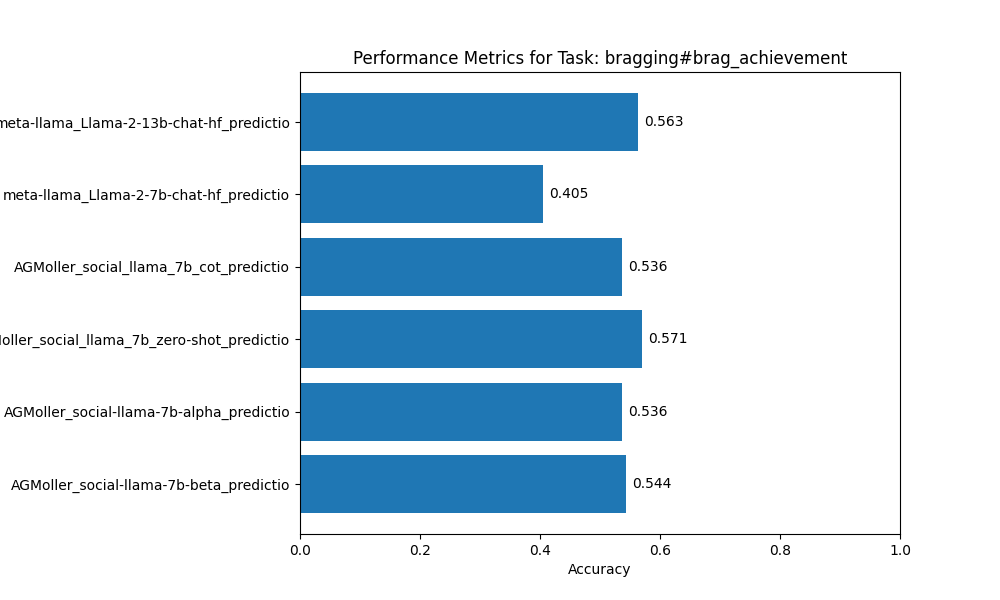 Performance Metrics for Task: bragging#brag_achievement
meta-llama_Llama-2-13b-chat-hf_predictio
0.563
meta-llama_Llama-2-7b-chat-hf_predictio
0.405
AGMoller_social_llama_7b_cot_predictio
0.536
oller_social_llama_7b_zero-shot_predictio
0.571
AGMoller_social-llama-7b-alpha_predictio
0.536
AGMoller_social-llama-7b-beta_predictio
0.544
0.0 0.2 0.4 0.6 0.8 1.0
Accuracy